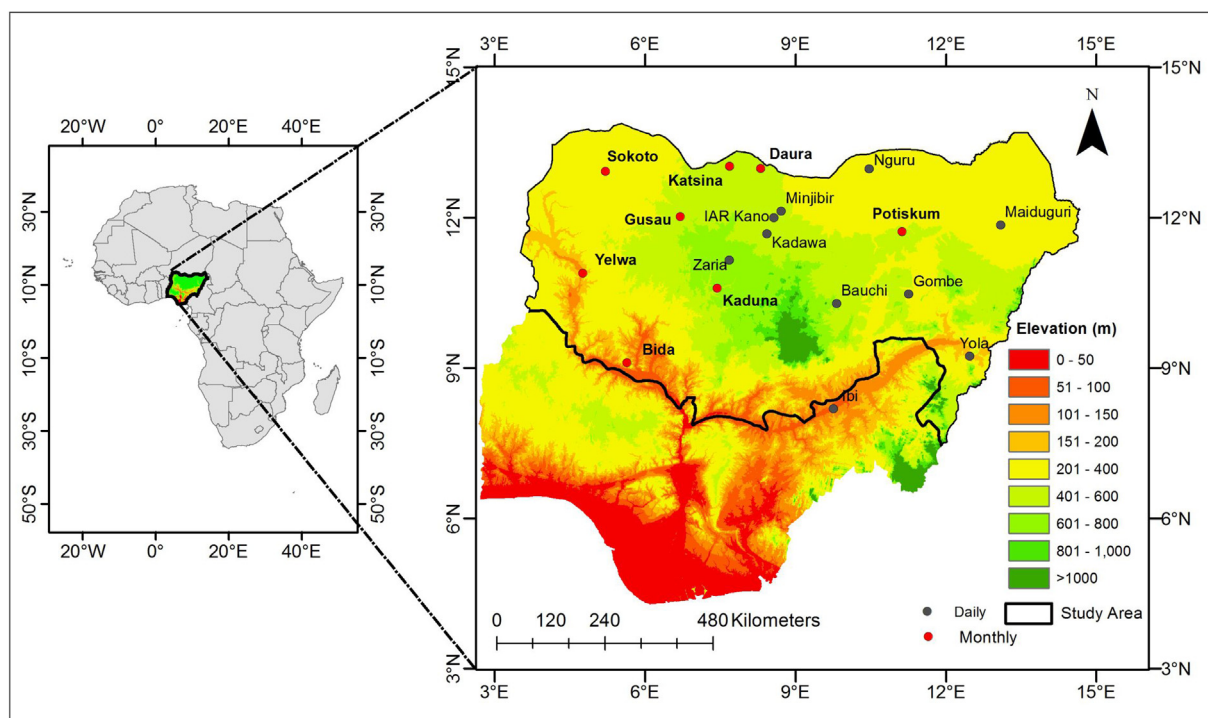 20°W 0° 20°E 40°E
30°N
10°N
10°S
30°S
50°S
30°N
10°N
10°S
30°S
50°S
20°W 0° 20°E 40°E
3°E 6°E 9°E 12°E
15°N
12°N
9°N
6°N
3°N
15°N
12°N
9°N
6°N
3°N
3°E 6°E 9°E 12°E
N
Sokoto
Katsina
Daura
Nguru
Gusau
IAR Kano
Minjibir
Kadawa
Potiskum
Maiduguri
Yelwa
Zaria
Kaduna
Bauchi
Gombe
Bida
Yola
Ibi
Elevation (m)
0 - 50
51 - 100
101 - 150
151 - 200
201 - 400
401 - 600
601 - 800
801 - 1,000
>1000
Daily
Study Area
Monthly
0 120 240 480 Kilometers